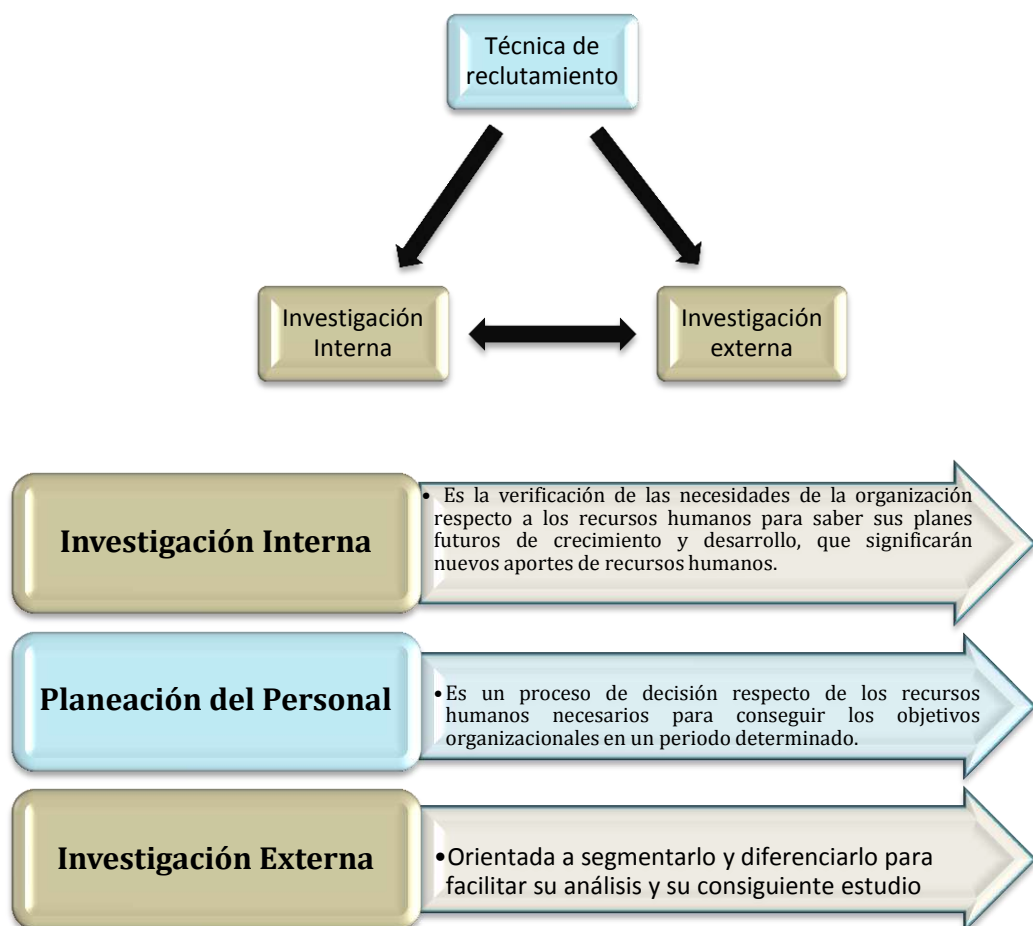 Técnica de
reclutamiento
Investigación
Interna
Investigación
externa
Investigación Interna
• Es la verificación de las necesidades de la organización
respecto a los recursos humanos para saber sus planes
futuros de crecimiento y desarrollo, que significarán
nuevos aportes de recursos humanos.
Planeación del Personal
•Es un proceso de decisión respecto de los recursos
humanos necesarios para conseguir los objetivos
organizacionales en un periodo determinado.
Investigación Externa
•Orientada a segmentarlo y diferenciarlo para
facilitar su análisis y su consiguiente estudio